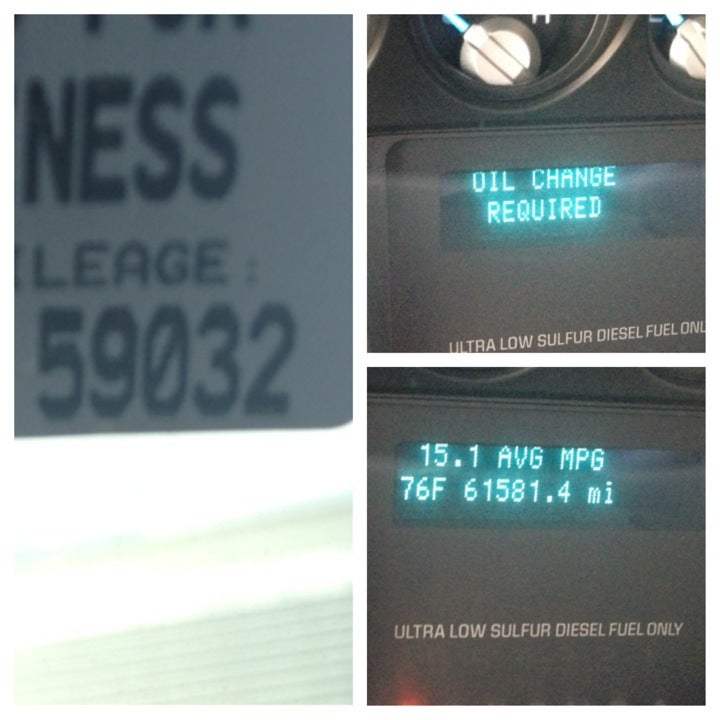 NESS
ILEAGE:
59032
OIL CHANGE
REQUIRED
ULTRA LOW SULFUR DIESEL FUEL ONL
15.1 AVG MPG
76F 61581.4 mi
ULTRA LOW SULFUR DIESEL FUEL ONLY